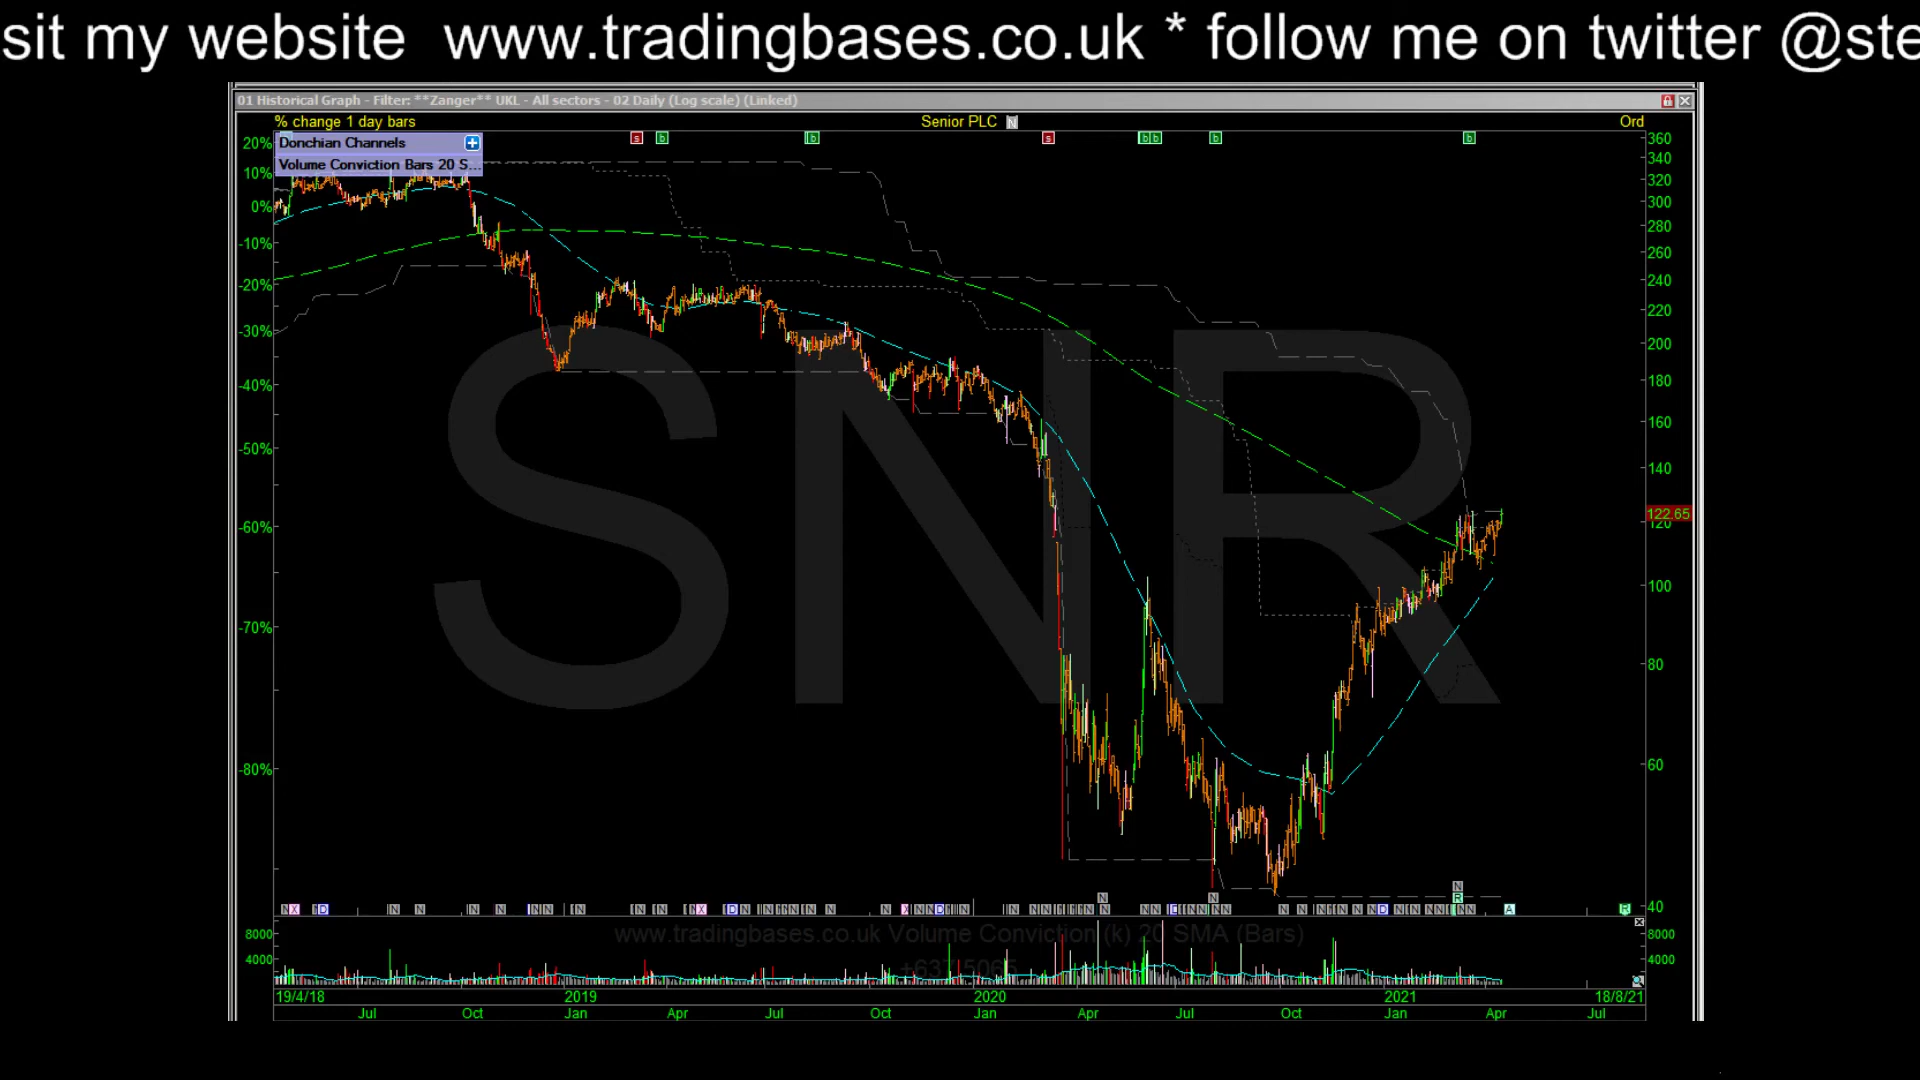 sit my website www.tradingbases.co.uk * follow me on twitter @ste
01 Historical Graph - Filter: **Zanger** UKL - All sectors - 02 Daily (Log scale) (Linked)
% change 1 day bars
Senior PLC N
Ord
Donchian Channels
Volume Conviction Bars 20 S...
s b b s b b b b
20%
10%
0%
-10%
-20%
-30%
-40%
-50%
-60%
-70%
-80%
360
340
320
300
280
260
240
220
200
180
160
140
122.65
120
100
80
60
40
SNR
www.tradingbases.co.uk Volume Conviction (k) 20 SMA (Bars)
8000
4000
8000
4000
19/4/18 2019 2020 2021 18/8/21
Jul Oct Jan Apr Jul Oct Jan Apr Jul Oct Jan Apr Jul